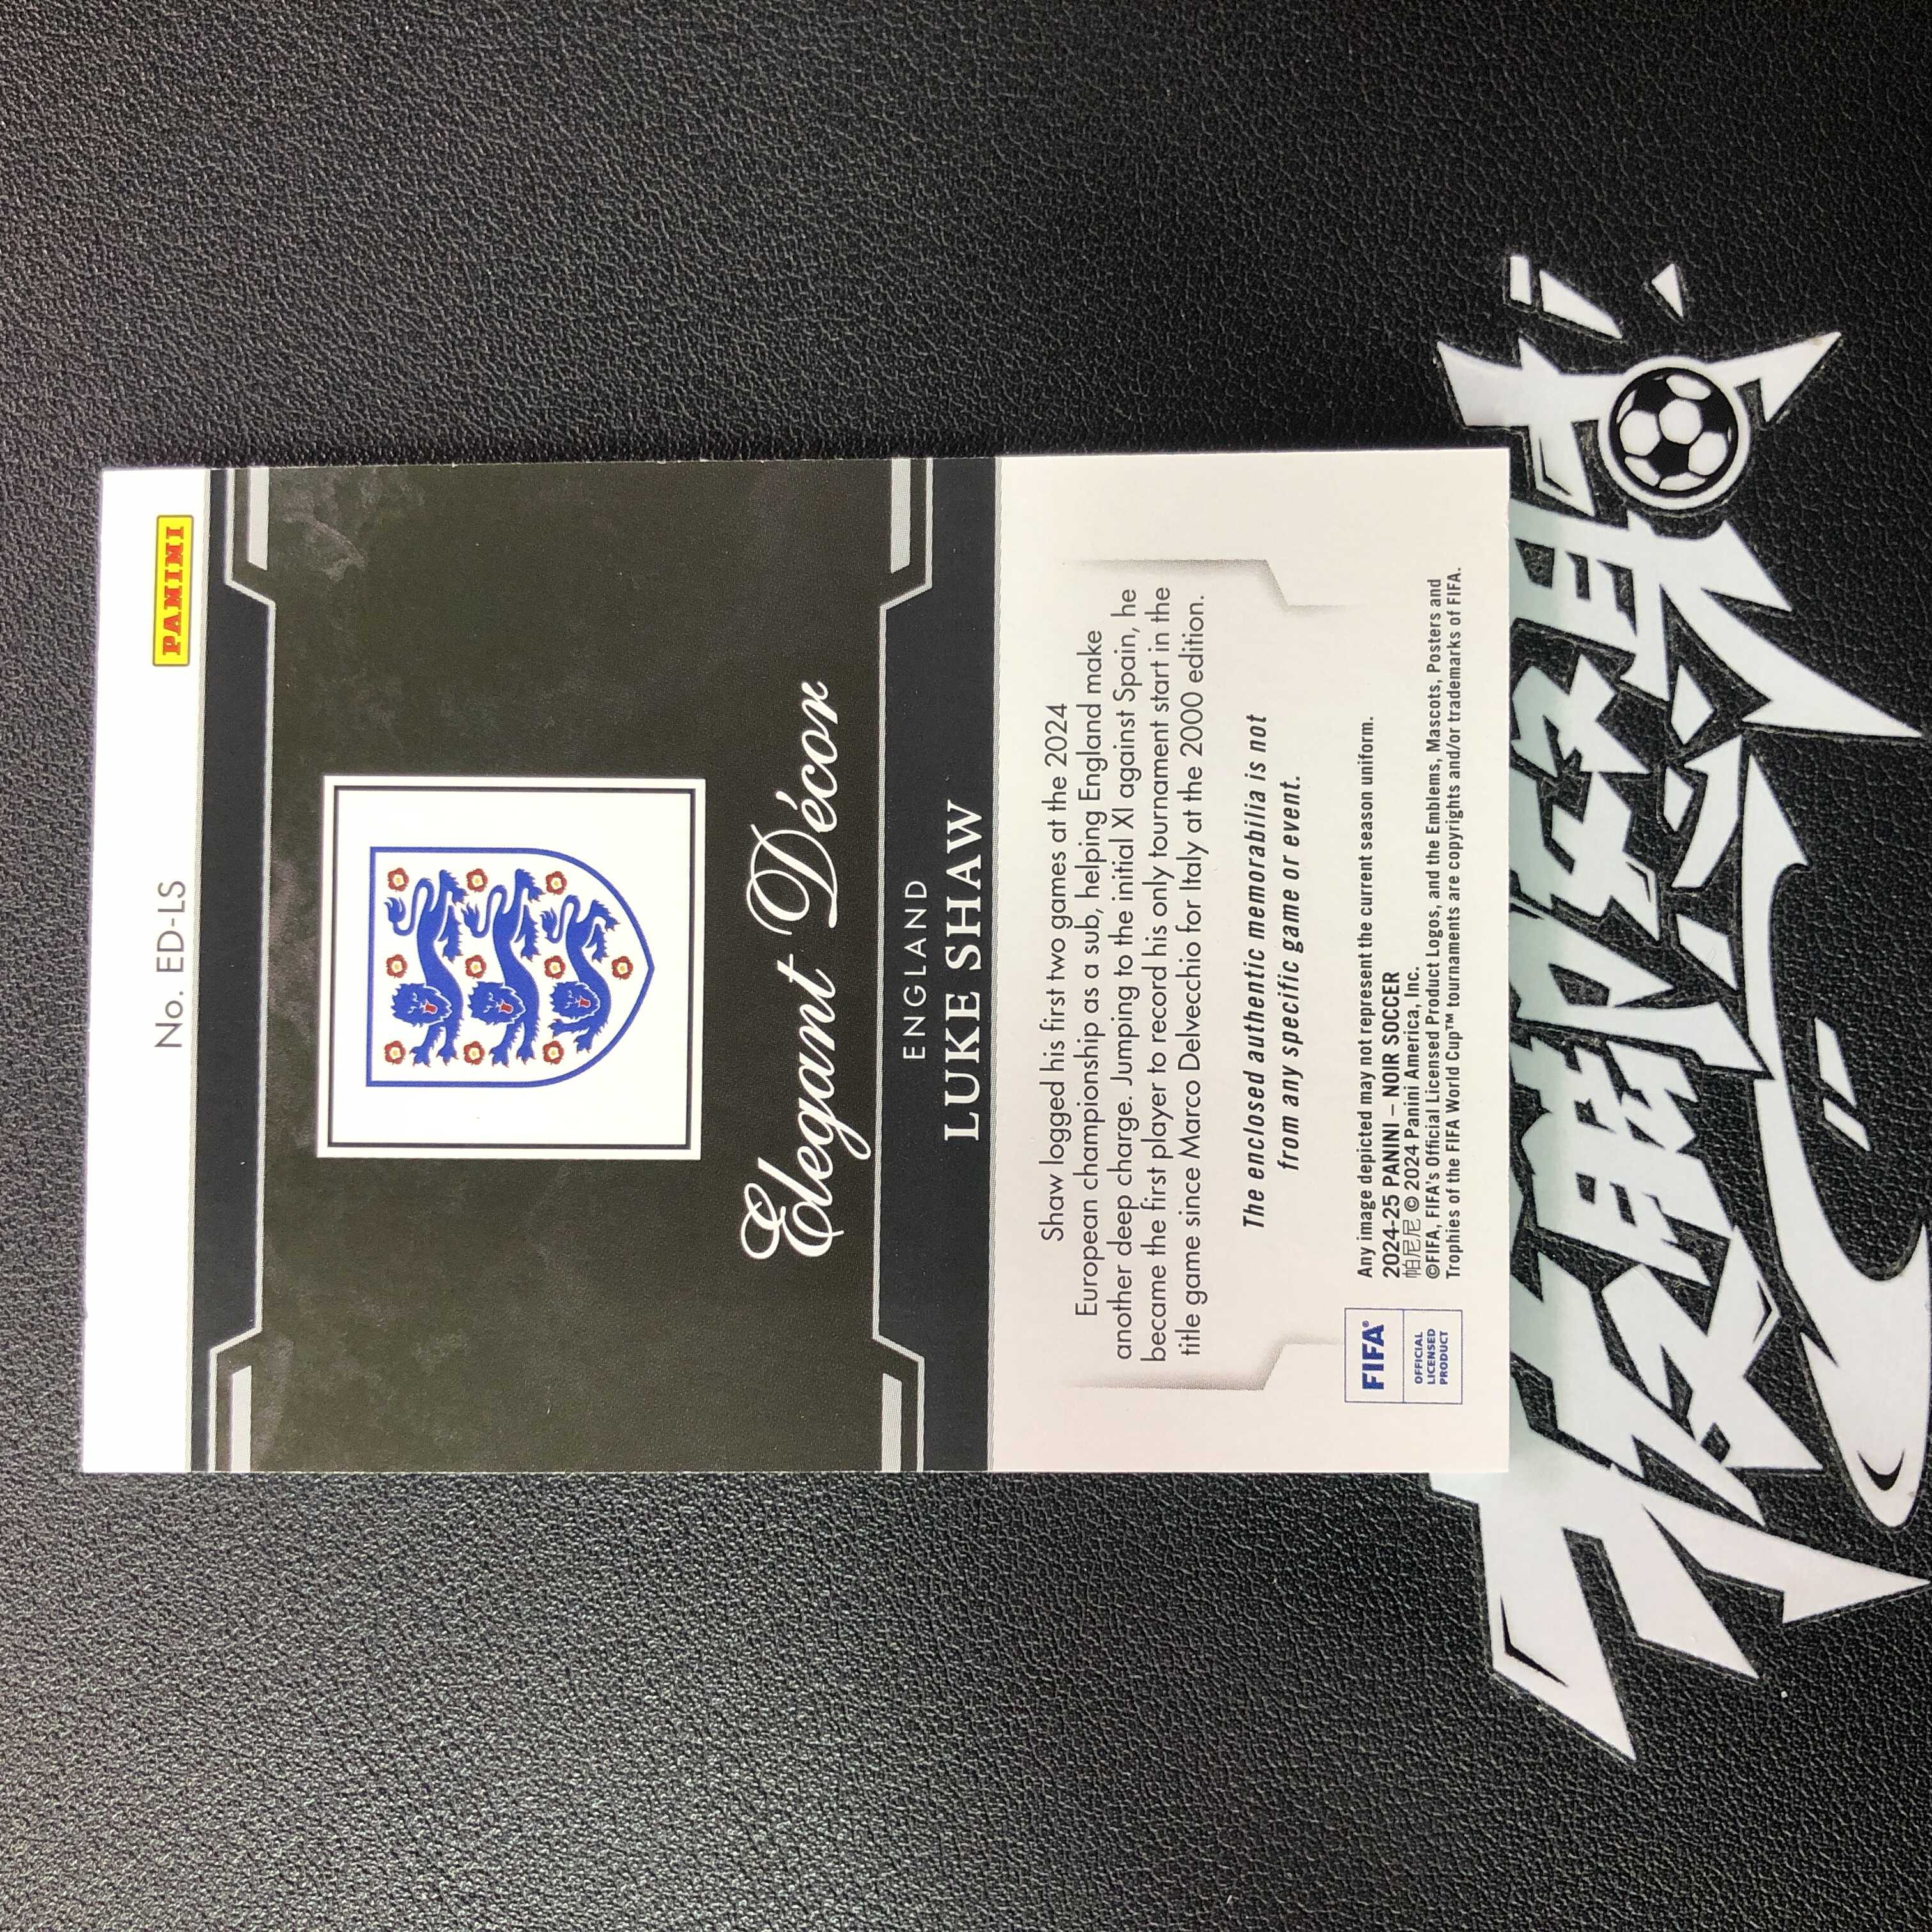 No. ED-LS
PANINI
Elegant Décor
ENGLAND
LUKE SHAW
Shaw logged his first two games at the 2024
European championship as a sub, helping England make
another deep charge. Jumping to the initial XI against Spain, he
became the first player to record his only tournament start in the
title game since Marco Delvecchio for Italy at the 2000 edition.
The enclosed authentic memorabilia is not
from any specific game or event.
FIFA®
OFFICIAL
LICENSED
PRODUCT
Any image depicted may not represent the current season uniform.
2024-25 PANINI – NOIR SOCCER
帕尼尼 © 2024 Panini America, Inc.
©FIFA, FIFA's Official Licensed Product Logos, and the Emblems, Mascots, Posters and
Trophies of the FIFA World Cup™ tournaments are copyrights and/or trademarks of FIFA.